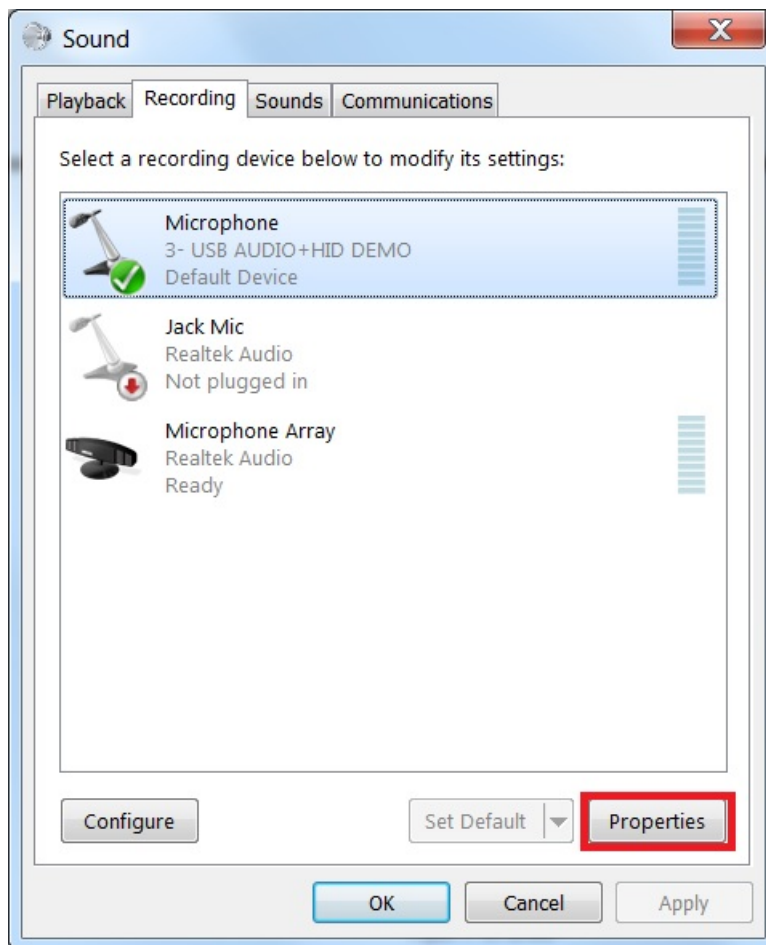 Sound
Playback Recording Sounds Communications
Select a recording device below to modify its settings:
Microphone
3- USB AUDIO+HID DEMO
Default Device
Jack Mic
Realtek Audio
Not plugged in
Microphone Array
Realtek Audio
Ready
Configure Set Default Properties
OK Cancel Apply